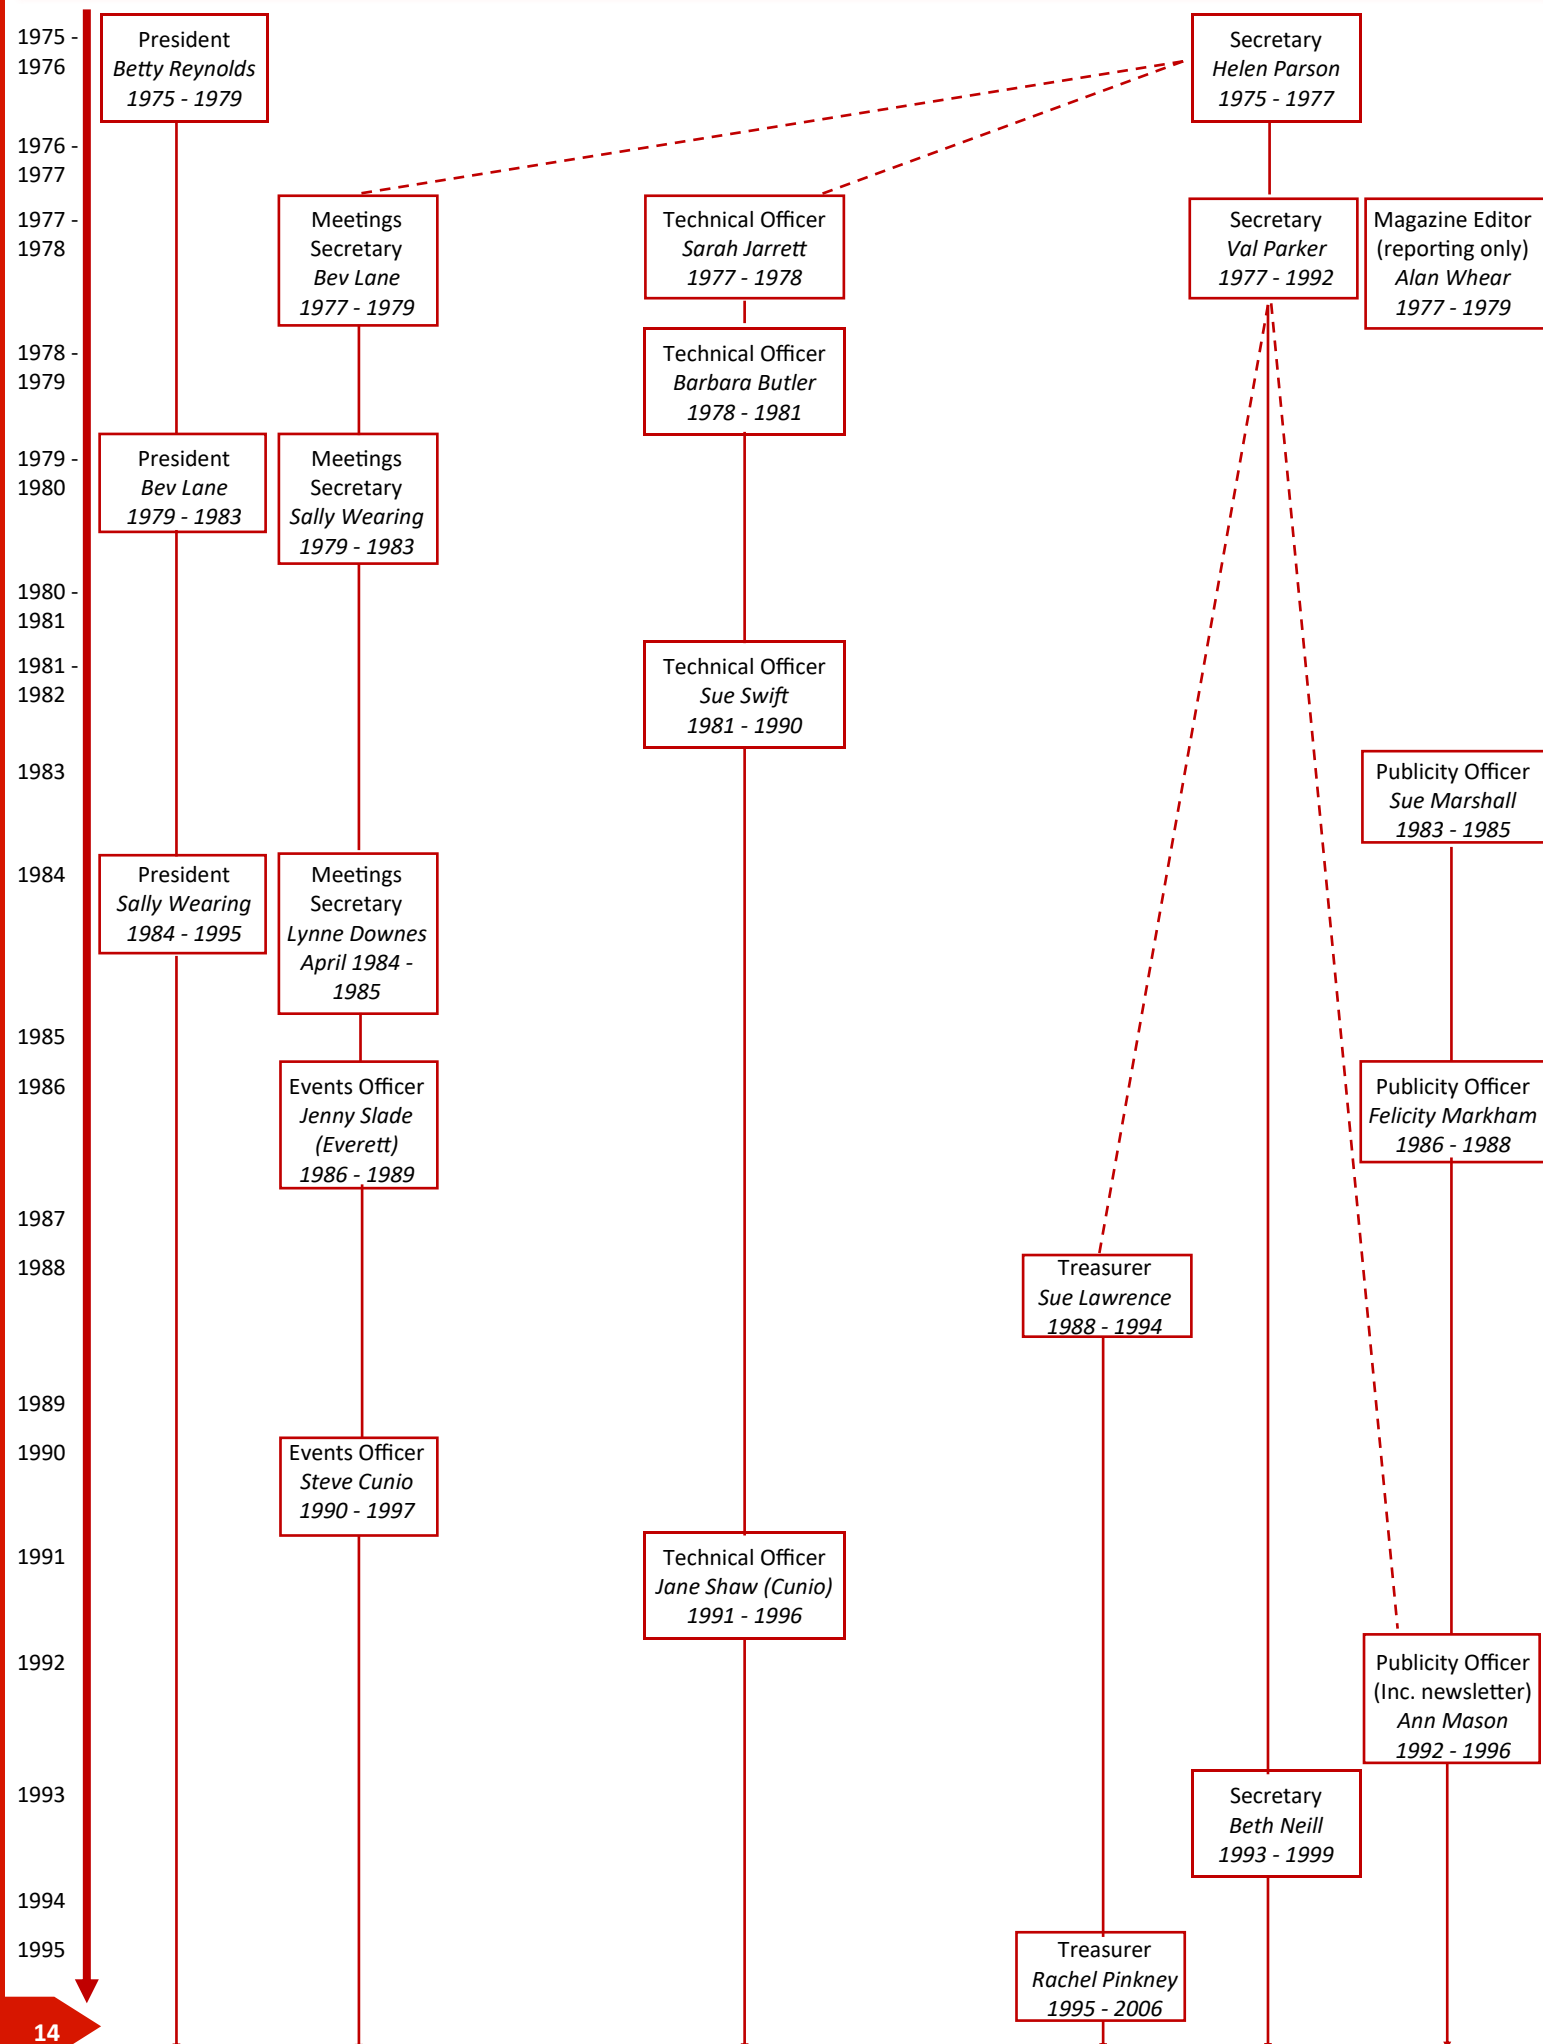 1975 -
1976
President
Betty Reynolds
1975 - 1979
Secretary
Helen Parson
1975 - 1977
1976 -
1977
1977 -
1978
Meetings
Secretary
Bev Lane
1977 - 1979
Technical Officer
Sarah Jarrett
1977 - 1978
Secretary
Val Parker
1977 - 1992
Magazine Editor
(reporting only)
Alan Whear
1977 - 1979
1978 -
1979
Technical Officer
Barbara Butler
1978 - 1981
1979 -
1980
President
Bev Lane
1979 - 1983
Meetings
Secretary
Sally Wearing
1979 - 1983
1980 -
1981
1981 -
1982
Technical Officer
Sue Swift
1981 - 1990
1983
Publicity Officer
Sue Marshall
1983 - 1985
1984
President
Sally Wearing
1984 - 1995
Meetings
Secretary
Lynne Downes
April 1984 -
1985
1985
1986
Events Officer
Jenny Slade
(Everett)
1986 - 1989
Publicity Officer
Felicity Markham
1986 - 1988
1987
1988
Treasurer
Sue Lawrence
1988 - 1994
1989
1990
Events Officer
Steve Cunio
1990 - 1997
1991
Technical Officer
Jane Shaw (Cunio)
1991 - 1996
1992
Publicity Officer
(Inc. newsletter)
Ann Mason
1992 - 1996
1993
Secretary
Beth Neill
1993 - 1999
1994
1995
Treasurer
Rachel Pinkney
1995 - 2006
14